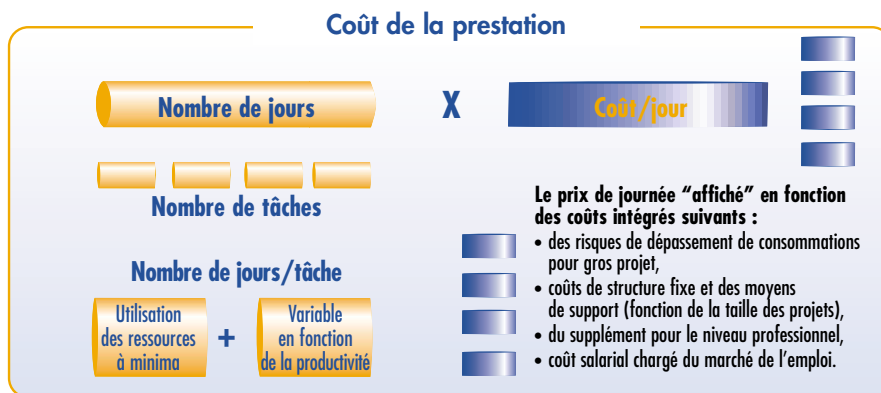 Coût de la prestation
Nombre de jours
X
Coût/jour
Nombre de tâches
Nombre de jours/tâche
Utilisation
des ressources
à minima
+
Variable
en fonction
de la productivité
Le prix de journée “affiché” en fonction
des coûts intégrés suivants :
• des risques de dépassement de consommations
pour gros projet,
• coûts de structure fixe et des moyens
de support (fonction de la taille des projets),
• du supplément pour le niveau professionnel,
• coût salarial chargé du marché de l’emploi.